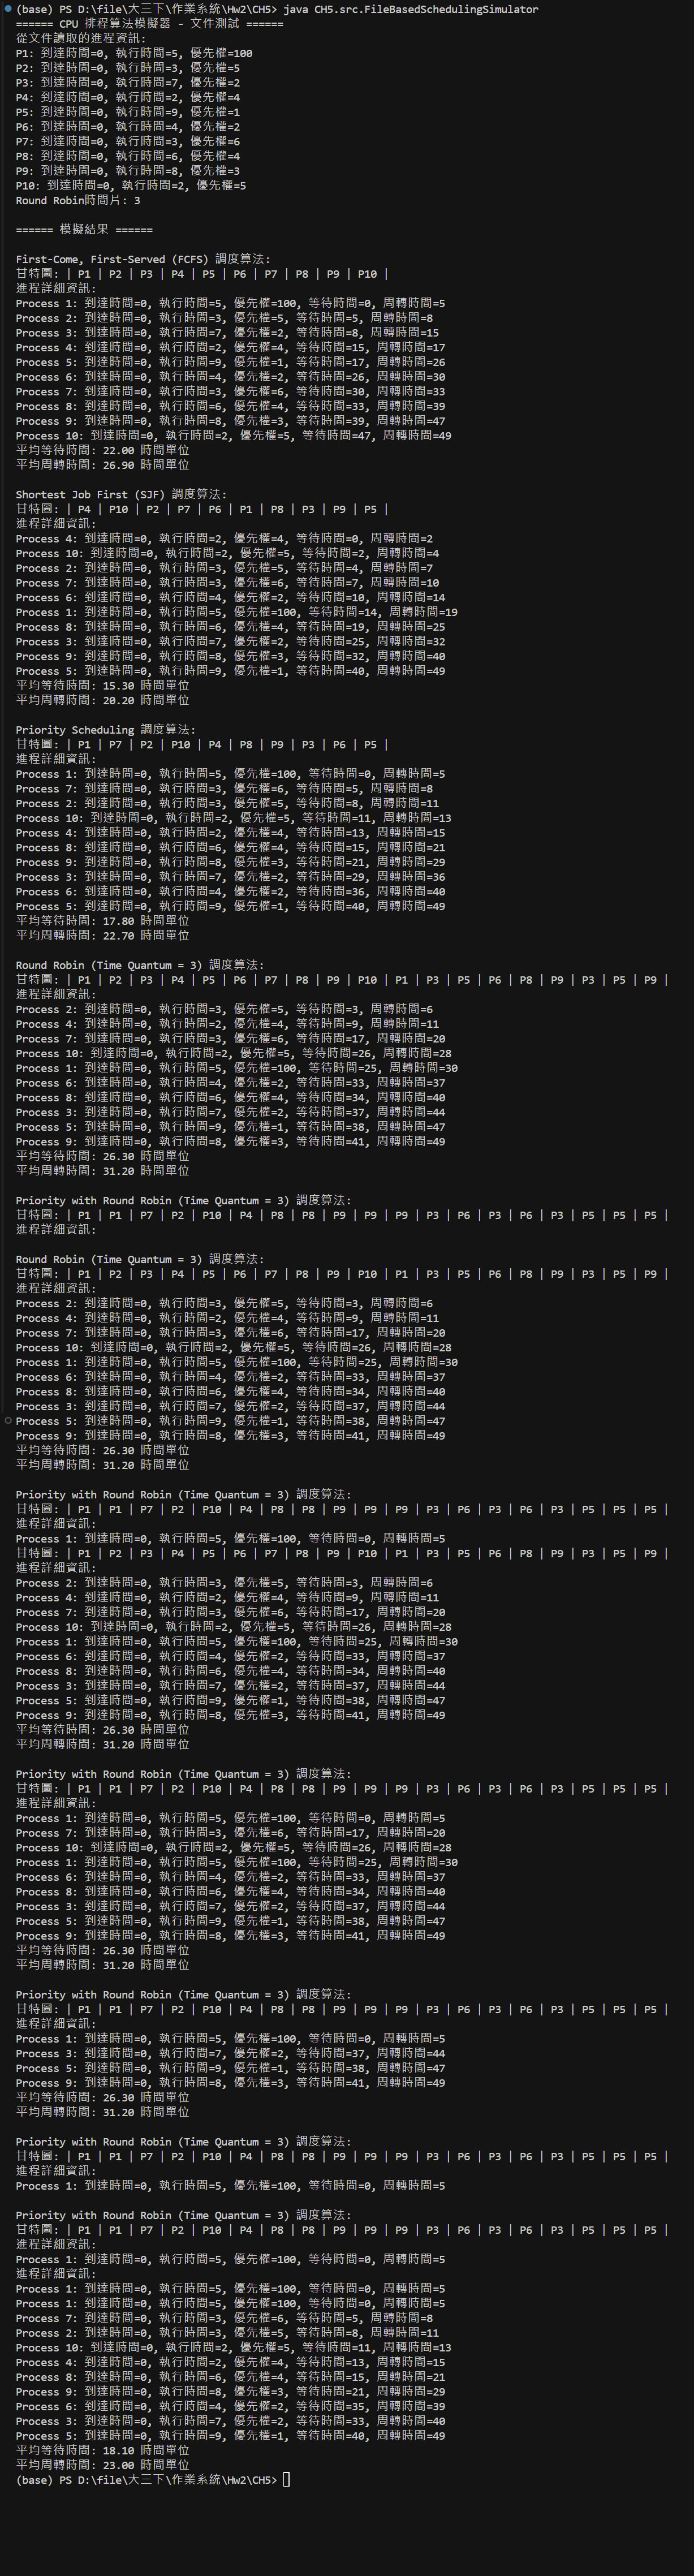 (base) PS D:\file\大三下\作業系統\Hw2\CH5> java CH5.src.FileBasedSchedulingSimulator
====== CPU 排程算法模擬器 - 文件測試 ======
從文件讀取的進程資訊:
P1: 到達時間=0, 執行時間=5, 優先權=100
P2: 到達時間=0, 執行時間=3, 優先權=5
P3: 到達時間=0, 執行時間=7, 優先權=2
P4: 到達時間=0, 執行時間=2, 優先權=4
P5: 到達時間=0, 執行時間=9, 優先權=1
P6: 到達時間=0, 執行時間=4, 優先權=2
P7: 到達時間=0, 執行時間=3, 優先權=6
P8: 到達時間=0, 執行時間=6, 優先權=4
P9: 到達時間=0, 執行時間=8, 優先權=3
P10: 到達時間=0, 執行時間=2, 優先權=5
Round Robin時間片: 3
====== 模擬結果 ======
First-Come, First-Served (FCFS) 調度算法:
甘特圖: | P1 | P2 | P3 | P4 | P5 | P6 | P7 | P8 | P9 | P10 |
進程詳細資訊:
Process 1: 到達時間=0, 執行時間=5, 優先權=100, 等待時間=0, 周轉時間=5
Process 2: 到達時間=0, 執行時間=3, 優先權=5, 等待時間=5, 周轉時間=8
Process 3: 到達時間=0, 執行時間=7, 優先權=2, 等待時間=8, 周轉時間=15
Process 4: 到達時間=0, 執行時間=2, 優先權=4, 等待時間=15, 周轉時間=17
Process 5: 到達時間=0, 執行時間=9, 優先權=1, 等待時間=17, 周轉時間=26
Process 6: 到達時間=0, 執行時間=4, 優先權=2, 等待時間=26, 周轉時間=30
Process 7: 到達時間=0, 執行時間=3, 優先權=6, 等待時間=30, 周轉時間=33
Process 8: 到達時間=0, 執行時間=6, 優先權=4, 等待時間=33, 周轉時間=39
Process 9: 到達時間=0, 執行時間=8, 優先權=3, 等待時間=39, 周轉時間=47
Process 10: 到達時間=0, 執行時間=2, 優先權=5, 等待時間=47, 周轉時間=49
平均等待時間: 22.00 時間單位
平均周轉時間: 26.90 時間單位
Shortest Job First (SJF) 調度算法:
甘特圖: | P4 | P10 | P2 | P7 | P6 | P1 | P8 | P3 | P9 | P5 |
進程詳細資訊:
Process 4: 到達時間=0, 執行時間=2, 優先權=4, 等待時間=0, 周轉時間=2
Process 10: 到達時間=0, 執行時間=2, 優先權=5, 等待時間=2, 周轉時間=4
Process 2: 到達時間=0, 執行時間=3, 優先權=5, 等待時間=4, 周轉時間=7
Process 7: 到達時間=0, 執行時間=3, 優先權=6, 等待時間=7, 周轉時間=10
Process 6: 到達時間=0, 執行時間=4, 優先權=2, 等待時間=10, 周轉時間=14
Process 1: 到達時間=0, 執行時間=5, 優先權=100, 等待時間=14, 周轉時間=19
Process 8: 到達時間=0, 執行時間=6, 優先權=4, 等待時間=19, 周轉時間=25
Process 3: 到達時間=0, 執行時間=7, 優先權=2, 等待時間=25, 周轉時間=32
Process 9: 到達時間=0, 執行時間=8, 優先權=3, 等待時間=32, 周轉時間=40
Process 5: 到達時間=0, 執行時間=9, 優先權=1, 等待時間=40, 周轉時間=49
平均等待時間: 15.30 時間單位
平均周轉時間: 20.20 時間單位
Priority Scheduling 調度算法:
甘特圖: | P1 | P7 | P2 | P10 | P4 | P8 | P9 | P3 | P6 | P5 |
進程詳細資訊:
Process 1: 到達時間=0, 執行時間=5, 優先權=100, 等待時間=0, 周轉時間=5
Process 7: 到達時間=0, 執行時間=3, 優先權=6, 等待時間=5, 周轉時間=8
Process 2: 到達時間=0, 執行時間=3, 優先權=5, 等待時間=8, 周轉時間=11
Process 10: 到達時間=0, 執行時間=2, 優先權=5, 等待時間=11, 周轉時間=13
Process 4: 到達時間=0, 執行時間=2, 優先權=4, 等待時間=13, 周轉時間=15
Process 8: 到達時間=0, 執行時間=6, 優先權=4, 等待時間=15, 周轉時間=21
Process 9: 到達時間=0, 執行時間=8, 優先權=3, 等待時間=21, 周轉時間=29
Process 3: 到達時間=0, 執行時間=7, 優先權=2, 等待時間=29, 周轉時間=36
Process 6: 到達時間=0, 執行時間=4, 優先權=2, 等待時間=36, 周轉時間=40
Process 5: 到達時間=0, 執行時間=9, 優先權=1, 等待時間=40, 周轉時間=49
平均等待時間: 17.80 時間單位
平均周轉時間: 22.70 時間單位
Round Robin (Time Quantum = 3) 調度算法:
甘特圖: | P1 | P2 | P3 | P4 | P5 | P6 | P7 | P8 | P9 | P10 | P1 | P3 | P5 | P6 | P8 | P9 | P3 | P5 | P9 |
進程詳細資訊:
Process 2: 到達時間=0, 執行時間=3, 優先權=5, 等待時間=3, 周轉時間=6
Process 4: 到達時間=0, 執行時間=2, 優先權=4, 等待時間=9, 周轉時間=11
Process 7: 到達時間=0, 執行時間=3, 優先權=6, 等待時間=17, 周轉時間=20
Process 10: 到達時間=0, 執行時間=2, 優先權=5, 等待時間=26, 周轉時間=28
Process 1: 到達時間=0, 執行時間=5, 優先權=100, 等待時間=25, 周轉時間=30
Process 6: 到達時間=0, 執行時間=4, 優先權=2, 等待時間=33, 周轉時間=37
Process 8: 到達時間=0, 執行時間=6, 優先權=4, 等待時間=34, 周轉時間=40
Process 3: 到達時間=0, 執行時間=7, 優先權=2, 等待時間=37, 周轉時間=44
Process 5: 到達時間=0, 執行時間=9, 優先權=1, 等待時間=38, 周轉時間=47
Process 9: 到達時間=0, 執行時間=8, 優先權=3, 等待時間=41, 周轉時間=49
平均等待時間: 26.30 時間單位
平均周轉時間: 31.20 時間單位
Priority with Round Robin (Time Quantum = 3) 調度算法:
甘特圖: | P1 | P1 | P7 | P2 | P10 | P4 | P8 | P8 | P9 | P9 | P9 | P3 | P6 | P3 | P6 | P3 | P5 | P5 | P5 |
進程詳細資訊:
Round Robin (Time Quantum = 3) 調度算法:
甘特圖: | P1 | P2 | P3 | P4 | P5 | P6 | P7 | P8 | P9 | P10 | P1 | P3 | P5 | P6 | P8 | P9 | P3 | P5 | P9 |
進程詳細資訊:
Process 2: 到達時間=0, 執行時間=3, 優先權=5, 等待時間=3, 周轉時間=6
Process 4: 到達時間=0, 執行時間=2, 優先權=4, 等待時間=9, 周轉時間=11
Process 7: 到達時間=0, 執行時間=3, 優先權=6, 等待時間=17, 周轉時間=20
Process 10: 到達時間=0, 執行時間=2, 優先權=5, 等待時間=26, 周轉時間=28
Process 1: 到達時間=0, 執行時間=5, 優先權=100, 等待時間=25, 周轉時間=30
Process 6: 到達時間=0, 執行時間=4, 優先權=2, 等待時間=33, 周轉時間=37
Process 8: 到達時間=0, 執行時間=6, 優先權=4, 等待時間=34, 周轉時間=40
Process 3: 到達時間=0, 執行時間=7, 優先權=2, 等待時間=37, 周轉時間=44
Process 5: 到達時間=0, 執行時間=9, 優先權=1, 等待時間=38, 周轉時間=47
Process 9: 到達時間=0, 執行時間=8, 優先權=3, 等待時間=41, 周轉時間=49
平均等待時間: 26.30 時間單位
平均周轉時間: 31.20 時間單位
Priority with Round Robin (Time Quantum = 3) 調度算法:
甘特圖: | P1 | P1 | P7 | P2 | P10 | P4 | P8 | P8 | P9 | P9 | P9 | P3 | P6 | P3 | P6 | P3 | P5 | P5 | P5 |
進程詳細資訊:
Process 1: 到達時間=0, 執行時間=5, 優先權=100, 等待時間=0, 周轉時間=5
甘特圖: | P1 | P2 | P3 | P4 | P5 | P6 | P7 | P8 | P9 | P10 | P1 | P3 | P5 | P6 | P8 | P9 | P3 | P5 | P9 |
進程詳細資訊:
Process 2: 到達時間=0, 執行時間=3, 優先權=5, 等待時間=3, 周轉時間=6
Process 4: 到達時間=0, 執行時間=2, 優先權=4, 等待時間=9, 周轉時間=11
Process 7: 到達時間=0, 執行時間=3, 優先權=6, 等待時間=17, 周轉時間=20
Process 10: 到達時間=0, 執行時間=2, 優先權=5, 等待時間=26, 周轉時間=28
Process 1: 到達時間=0, 執行時間=5, 優先權=100, 等待時間=25, 周轉時間=30
Process 6: 到達時間=0, 執行時間=4, 優先權=2, 等待時間=33, 周轉時間=37
Process 8: 到達時間=0, 執行時間=6, 優先權=4, 等待時間=34, 周轉時間=40
Process 3: 到達時間=0, 執行時間=7, 優先權=2, 等待時間=37, 周轉時間=44
Process 5: 到達時間=0, 執行時間=9, 優先權=1, 等待時間=38, 周轉時間=47
Process 9: 到達時間=0, 執行時間=8, 優先權=3, 等待時間=41, 周轉時間=49
平均等待時間: 26.30 時間單位
平均周轉時間: 31.20 時間單位
Priority with Round Robin (Time Quantum = 3) 調度算法:
甘特圖: | P1 | P1 | P7 | P2 | P10 | P4 | P8 | P8 | P9 | P9 | P9 | P3 | P6 | P3 | P6 | P3 | P5 | P5 | P5 |
進程詳細資訊:
Process 1: 到達時間=0, 執行時間=5, 優先權=100, 等待時間=0, 周轉時間=5
Process 7: 到達時間=0, 執行時間=3, 優先權=6, 等待時間=17, 周轉時間=20
Process 10: 到達時間=0, 執行時間=2, 優先權=5, 等待時間=26, 周轉時間=28
Process 1: 到達時間=0, 執行時間=5, 優先權=100, 等待時間=25, 周轉時間=30
Process 6: 到達時間=0, 執行時間=4, 優先權=2, 等待時間=33, 周轉時間=37
Process 8: 到達時間=0, 執行時間=6, 優先權=4, 等待時間=34, 周轉時間=40
Process 3: 到達時間=0, 執行時間=7, 優先權=2, 等待時間=37, 周轉時間=44
Process 5: 到達時間=0, 執行時間=9, 優先權=1, 等待時間=38, 周轉時間=47
Process 9: 到達時間=0, 執行時間=8, 優先權=3, 等待時間=41, 周轉時間=49
平均等待時間: 26.30 時間單位
平均周轉時間: 31.20 時間單位
Priority with Round Robin (Time Quantum = 3) 調度算法:
甘特圖: | P1 | P1 | P7 | P2 | P10 | P4 | P8 | P8 | P9 | P9 | P9 | P3 | P6 | P3 | P6 | P3 | P5 | P5 | P5 |
進程詳細資訊:
Process 1: 到達時間=0, 執行時間=5, 優先權=100, 等待時間=0, 周轉時間=5
Process 3: 到達時間=0, 執行時間=7, 優先權=2, 等待時間=37, 周轉時間=44
Process 5: 到達時間=0, 執行時間=9, 優先權=1, 等待時間=38, 周轉時間=47
Process 9: 到達時間=0, 執行時間=8, 優先權=3, 等待時間=41, 周轉時間=49
平均等待時間: 26.30 時間單位
平均周轉時間: 31.20 時間單位
Priority with Round Robin (Time Quantum = 3) 調度算法:
甘特圖: | P1 | P1 | P7 | P2 | P10 | P4 | P8 | P8 | P9 | P9 | P9 | P3 | P6 | P3 | P6 | P3 | P5 | P5 | P5 |
進程詳細資訊:
Process 1: 到達時間=0, 執行時間=5, 優先權=100, 等待時間=0, 周轉時間=5
Priority with Round Robin (Time Quantum = 3) 調度算法:
甘特圖: | P1 | P1 | P7 | P2 | P10 | P4 | P8 | P8 | P9 | P9 | P9 | P3 | P6 | P3 | P6 | P3 | P5 | P5 | P5 |
進程詳細資訊:
Process 1: 到達時間=0, 執行時間=5, 優先權=100, 等待時間=0, 周轉時間=5
進程詳細資訊:
Process 1: 到達時間=0, 執行時間=5, 優先權=100, 等待時間=0, 周轉時間=5
Process 1: 到達時間=0, 執行時間=5, 優先權=100, 等待時間=0, 周轉時間=5
Process 7: 到達時間=0, 執行時間=3, 優先權=6, 等待時間=5, 周轉時間=8
Process 2: 到達時間=0, 執行時間=3, 優先權=5, 等待時間=8, 周轉時間=11
Process 10: 到達時間=0, 執行時間=2, 優先權=5, 等待時間=11, 周轉時間=13
Process 4: 到達時間=0, 執行時間=2, 優先權=4, 等待時間=13, 周轉時間=15
Process 8: 到達時間=0, 執行時間=6, 優先權=4, 等待時間=15, 周轉時間=21
Process 9: 到達時間=0, 執行時間=8, 優先權=3, 等待時間=21, 周轉時間=29
Process 6: 到達時間=0, 執行時間=4, 優先權=2, 等待時間=35, 周轉時間=39
Process 3: 到達時間=0, 執行時間=7, 優先權=2, 等待時間=33, 周轉時間=40
Process 5: 到達時間=0, 執行時間=9, 優先權=1, 等待時間=40, 周轉時間=49
平均等待時間: 18.10 時間單位
平均周轉時間: 23.00 時間單位
(base) PS D:\file\大三下\作業系統\Hw2\CH5>